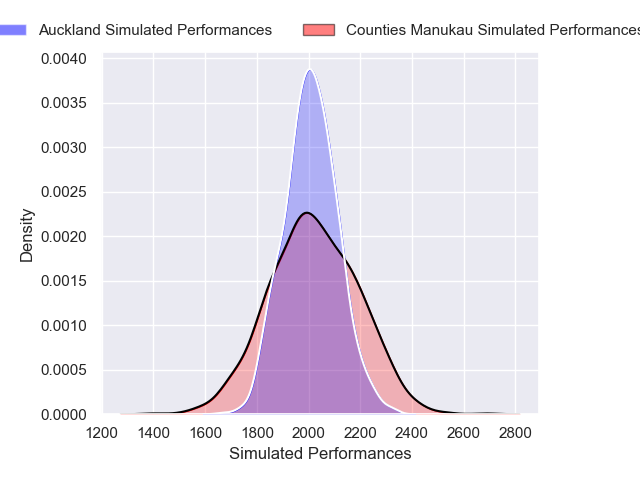 Auckland Simulated Performances
Counties Manukau Simulated Performances
0.0040
0.0035
0.0030
0.0025
0.0020
0.0015
0.0010
0.0005
0.0000
Density
1200 1400 1600 1800 2000 2200 2400 2600 2800
Simulated Performances